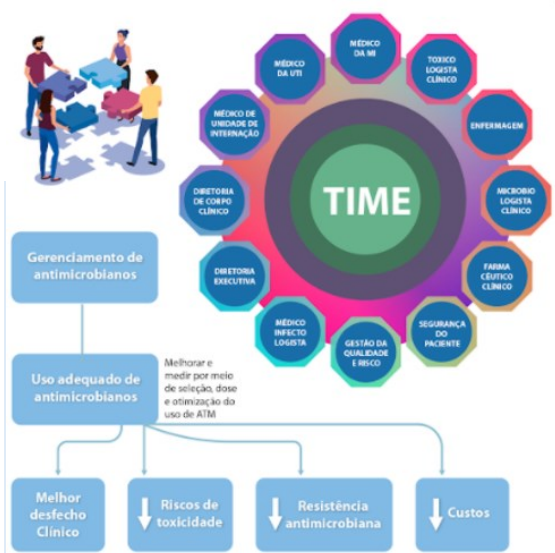 MÉDICO
DA MI
TOXICO
LOGISTA
CLÍNICO
ENFERMAGEM
MICROBIO
LOGISTA
CLÍNICO
FARMA
CÊUTICO
CLÍNICO
SEGURANÇA
DO
PACIENTE
GESTÃO DA
QUALIDADE
E RISCO
MÉDICO
INFECTO
LOGISTA
DIRETORIA
EXECUTIVA
DIRETORIA
DE CORPO
CLÍNICO
MÉDICO DE
UNIDADE DE
INTERNAÇÃO
MÉDICO
DA UTI
TIME
Gerenciamento de
antimicrobianos
Uso adequado de
antimicrobianos
Melhorar e
medir por meio
de seleção, dose
e otimização do
uso de ATM
Melhor
desfecho
Clínico
Riscos de
toxicidade
Resistência
antimicrobiana
Custos